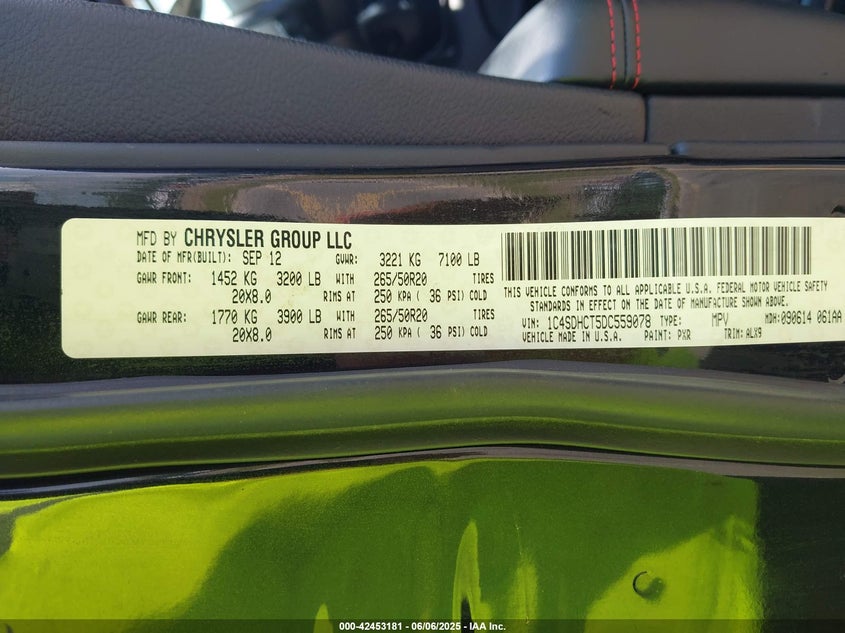 MFD BY CHRYSLER GROUP LLC
DATE OF MFR(BUILT): SEP 12 GVWR: 3221 KG 7100 LB
GAWR FRONT: 1452 KG 3200 LB WITH 265/50R20 TIRES
20X8.0 RIMS AT 250 KPA ( 36 PSI) COLD
GAWR REAR: 1770 KG 3900 LB WITH 265/50R20 TIRES
20X8.0 RIMS AT 250 KPA ( 36 PSI) COLD
THIS VEHICLE CONFORMS TO ALL APPLICABLE U.S.A. FEDERAL MOTOR VEHICLE SAFETY
STANDARDS IN EFFECT ON THE DATE OF MANUFACTURE SHOWN ABOVE.
VIN: 1C4SDHCT5DC559078 TYPE: MPV MDH:090614 061AA
VEHICLE MADE IN U.S.A. PAINT: PXR TRIM: ALX9
000-42453181 - 06/06/2025 - IAA Inc.